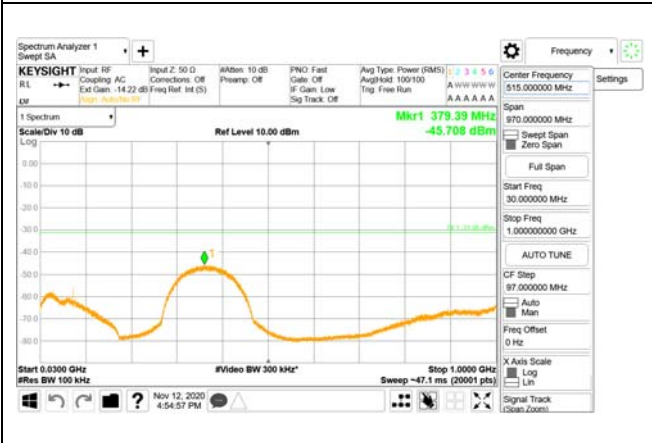 Spectrum Analyzer 1
Swept SA
+
Frequency
KEYSIGHT
Input: RF
Coupling: AC
Ext Gain: -14.22 dB
Align: Auto/No RF
Input Z: 50 Ω
Corrections: Off
Freq Ref: Int (S)
#Atten: 10 dB
Preamp: Off
PNO: Fast
Gate: Off
IF Gain: Low
Sig Track: Off
Avg Type: Power (RMS)
Avg|Hold: 100/100
Trig: Free Run
1 2 3 4 5 6
A W W W W W
A A A A A A
RL
1 Spectrum
Scale/Div 10 dB
Log
Ref Level 10.00 dBm
Mkr1 379.39 MHz
-45.708 dBm
0.00
-10.0
-20.0
-30.0
-40.0
-50.0
-60.0
-70.0
-80.0
1
Start 0.0300 GHz
#Res BW 100 kHz
#Video BW 300 kHz*
Stop 1.0000 GHz
Sweep ~47.1 ms (20001 pts)
Nov 12, 2020
4:54:57 PM
?
Center Frequency
515.000000 MHz
Settings
Span
970.000000 MHz
Swept Span
Zero Span
Full Span
Start Freq
30.000000 MHz
Stop Freq
1.000000000 GHz
AUTO TUNE
CF Step
97.000000 MHz
Auto
Man
Freq Offset
0 Hz
X Axis Scale
Log
Lin
Signal Track
(Span Zoom)